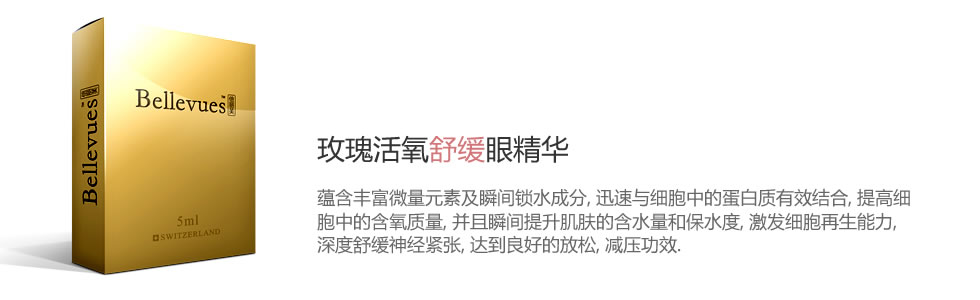 Bellevues
Bellevues
5ml
SWITZERLAND
玫瑰活氧舒缓眼精华
蕴含丰富微量元素及瞬间锁水成分, 迅速与细胞中的蛋白质有效结合, 提高细
胞中的含氧质量, 并且瞬间提升肌肤的含水量和保水度, 激发细胞再生能力,
深度舒缓神经紧张, 达到良好的放松, 减压功效.